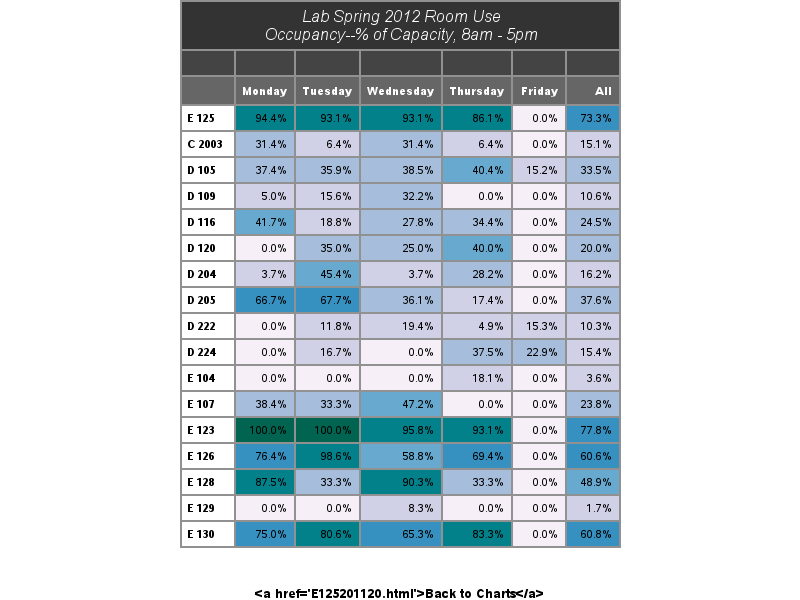 Lab Spring 2012 Room Use
Occupancy--% of Capacity, 8am - 5pm
Monday Tuesday Wednesday Thursday Friday All
E 125 94.4% 93.1% 93.1% 86.1% 0.0% 73.3%
C 2003 31.4% 6.4% 31.4% 6.4% 0.0% 15.1%
D 105 37.4% 35.9% 38.5% 40.4% 15.2% 33.5%
D 109 5.0% 15.6% 32.2% 0.0% 0.0% 10.6%
D 116 41.7% 18.8% 27.8% 34.4% 0.0% 24.5%
D 120 0.0% 35.0% 25.0% 40.0% 0.0% 20.0%
D 204 3.7% 45.4% 3.7% 28.2% 0.0% 16.2%
D 205 66.7% 67.7% 36.1% 17.4% 0.0% 37.6%
D 222 0.0% 11.8% 19.4% 4.9% 15.3% 10.3%
D 224 0.0% 16.7% 0.0% 37.5% 22.9% 15.4%
E 104 0.0% 0.0% 0.0% 18.1% 0.0% 3.6%
E 107 38.4% 33.3% 47.2% 0.0% 0.0% 23.8%
E 123 100.0% 100.0% 95.8% 93.1% 0.0% 77.8%
E 126 76.4% 98.6% 58.8% 69.4% 0.0% 60.6%
E 128 87.5% 33.3% 90.3% 33.3% 0.0% 48.9%
E 129 0.0% 0.0% 8.3% 0.0% 0.0% 1.7%
E 130 75.0% 80.6% 65.3% 83.3% 0.0% 60.8%
<a href='E125201120.html'>Back to Charts</a>